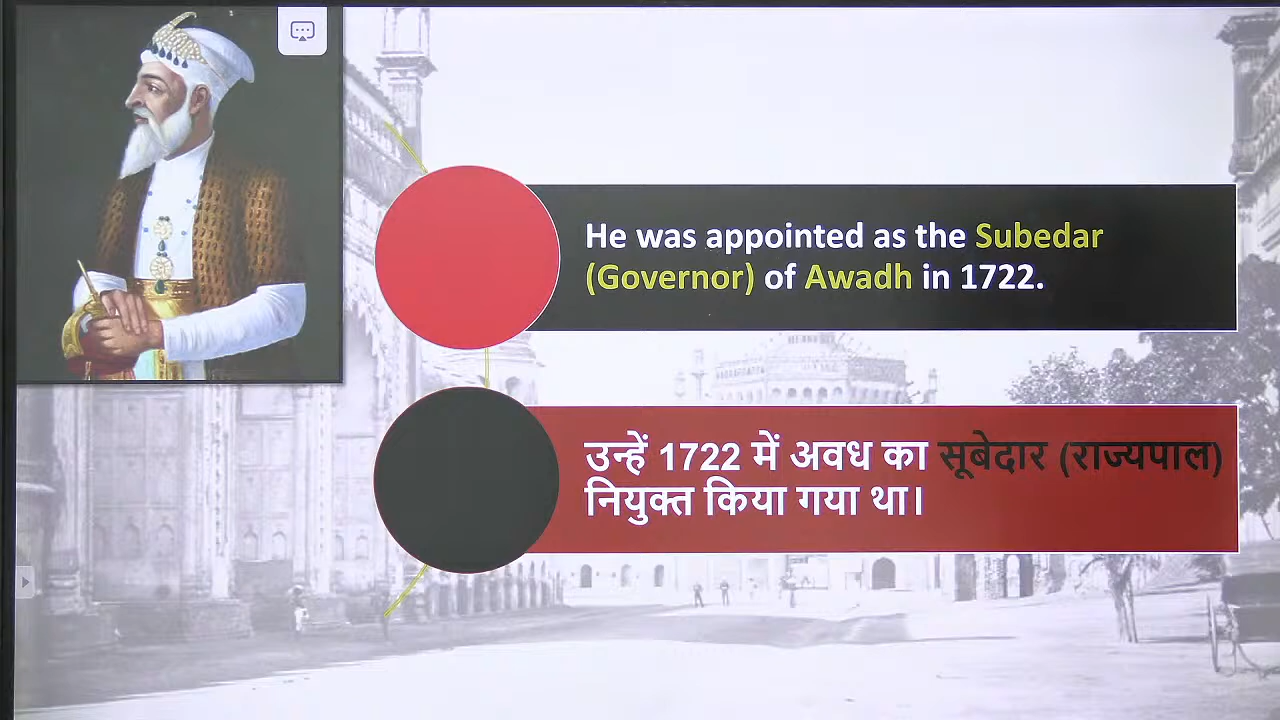 He was appointed as the Subedar
(Governor) of Awadh in 1722.
उन्हें 1722 में अवध का सूबेदार (राज्यपाल)
नियुक्त किया गया था।